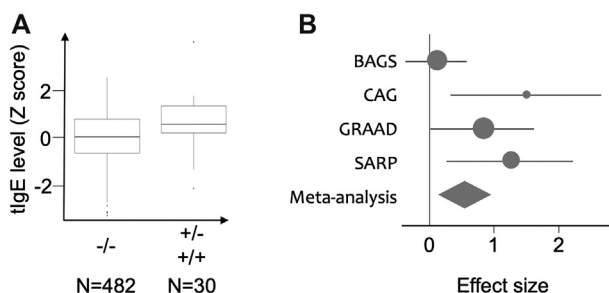 A
tIgE level (Z score)
2
0
-2
-/-
+/-
+/+
N=482
N=30
B
BAGS
CAG
GRAAD
SARP
Meta-analysis
0
1
2
Effect size